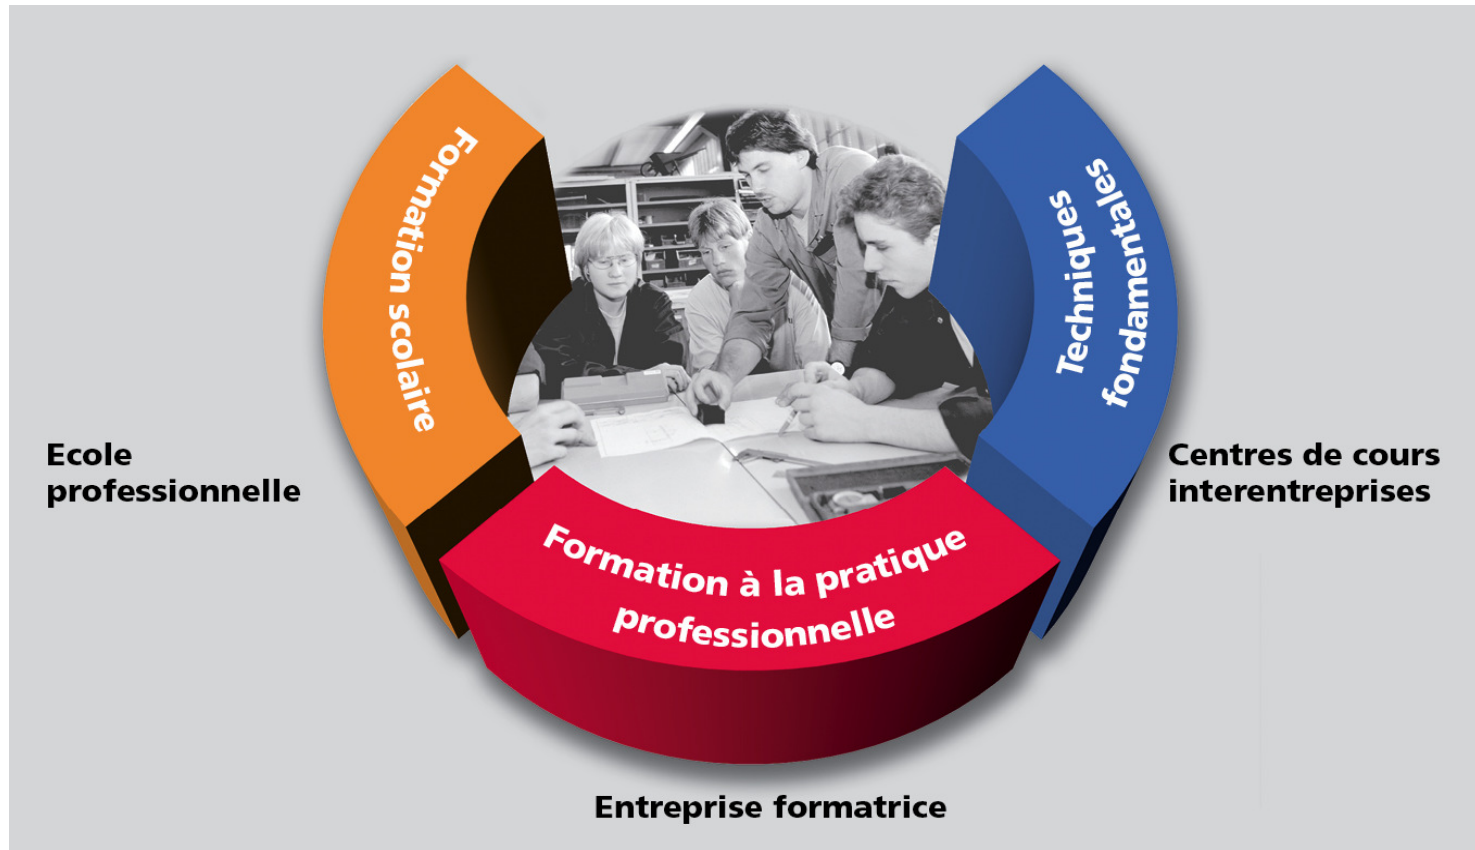 Formation scolaire
Techniques
fondamentales
Ecole
professionnelle
Centres de cours
interentreprises
Formation à la pratique
professionnelle
Entreprise formatrice